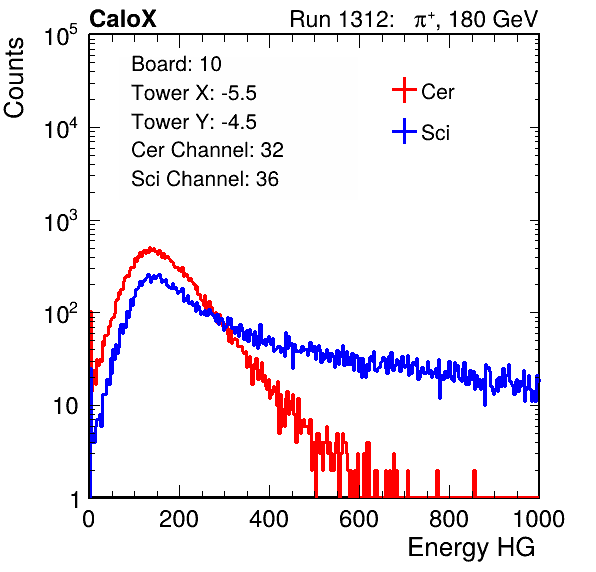 CaloX Run 1312: π⁺, 180 GeV
Counts
10⁵
10⁴
10³
10²
10
1
Board: 10
Tower X: -5.5
Tower Y: -4.5
Cer Channel: 32
Sci Channel: 36
Cer
Sci
0 200 400 600 800 1000
Energy HG